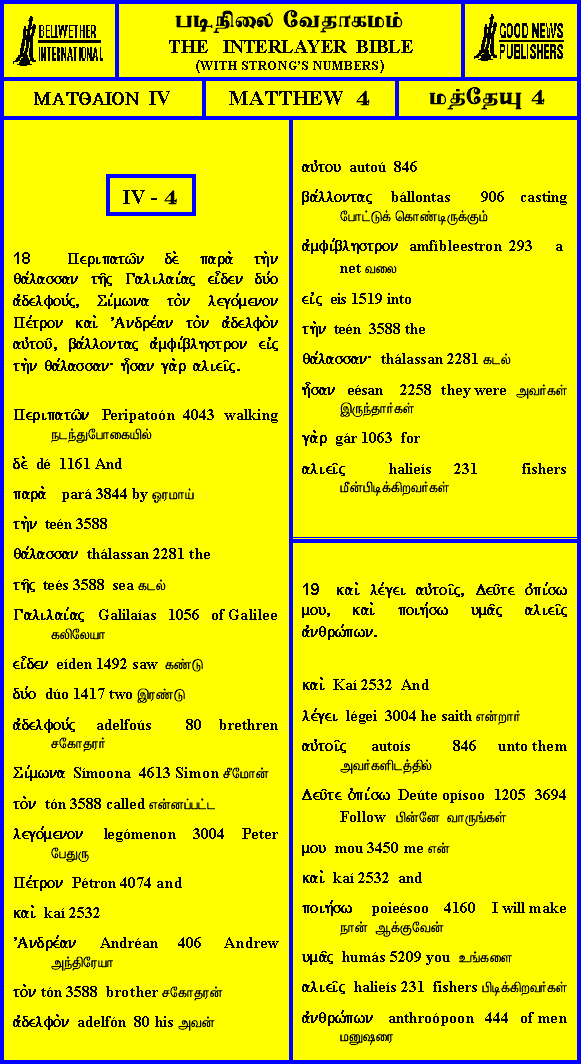 BELLWETHER
INTERNATIONAL
படிநிலை வேதாகமம்
THE INTERLAYER BIBLE
(WITH STRONG'S NUMBERS)
GOOD NEWS
PUBLISHERS
ΜΑΤΘΑΙΟΝ IV
MATTHEW 4
மத்தேயு 4
IV - 4
18 Περιπατῶν δὲ παρὰ τὴν
θάλασσαν τῆς Γαλιλαίας εἶδεν δύο
ἀδελφούς, Σίμωνα τὸν λεγόμενον
Πέτρον καὶ Ἀνδρέαν τὸν ἀδελφὸν
αὐτοῦ, βάλλοντας ἀμφίβληστρον εἰς
τὴν θάλασσαν· ἦσαν γὰρ αλιεῖς.
Περιπατῶν Peripatoón 4043 walking
நடந்துபோகையில்
δὲ dé 1161 And
παρὰ pará 3844 by ஓரமாய்
τὴν teén 3588
θάλασσαν thálassan 2281 the
τῆς teés 3588 sea கடல்
Γαλιλαίας Galilaías 1056 of Galilee
கலிலேயா
εἶδεν eíden 1492 saw கண்டு
δύο dúo 1417 two இரண்டு
ἀδελφούς adelfoús 80 brethren
சகோதரர்
Σίμωνα Símoona 4613 Simon சீமோன்
τὸν tón 3588 called என்னப்பட்ட
λεγόμενον legómenon 3004 Peter
பேதுரு
Πέτρον Pétron 4074 and
καὶ kaí 2532
Ἀνδρέαν Andréan 406 Andrew
அந்திரேயா
τὸν tón 3588 brother சகோதரன்
ἀδελφὸν adelfón 80 his அவன்
αὐτου autoú 846
βάλλοντας bállontas 906 casting
போட்டுக் கொண்டிருக்கும்
ἀμφίβληστρον amfíbleestron 293 a
net வலை
εἰς eis 1519 into
τὴν teén 3588 the
θάλασσαν· thálassan 2281 கடல்
ἦσαν eésan 2258 they were அவர்கள்
இருந்தார்கள்
γὰρ gár 1063 for
αλιεῖς halieís 231 fishers
மீன்பிடிக்கிறவர்கள்
19 καὶ λέγει αὐτοῖς, Δεῦτε ὀπίσω
μου, καὶ ποιήσω υμᾶς αλιεῖς
ἀνθρώπων.
καὶ Kaí 2532 And
λέγει légei 3004 he saith என்றார்
αὐτοῖς autoís 846 unto them
அவர்களிடத்தில்
Δεῦτε ὀπίσω Deúte opísoo 1205 3694
Follow பின்னே வாருங்கள்
μου mou 3450 me என்
καὶ kaí 2532 and
ποιήσω poieésoo 4160 I will make
நான் ஆக்குவேன்
υμᾶς humás 5209 you உங்களை
αλιεῖς halieís 231 fishers பிடிக்கிறவர்கள்
ἀνθρώπων anthroópoon 444 of men
மனுஷரை